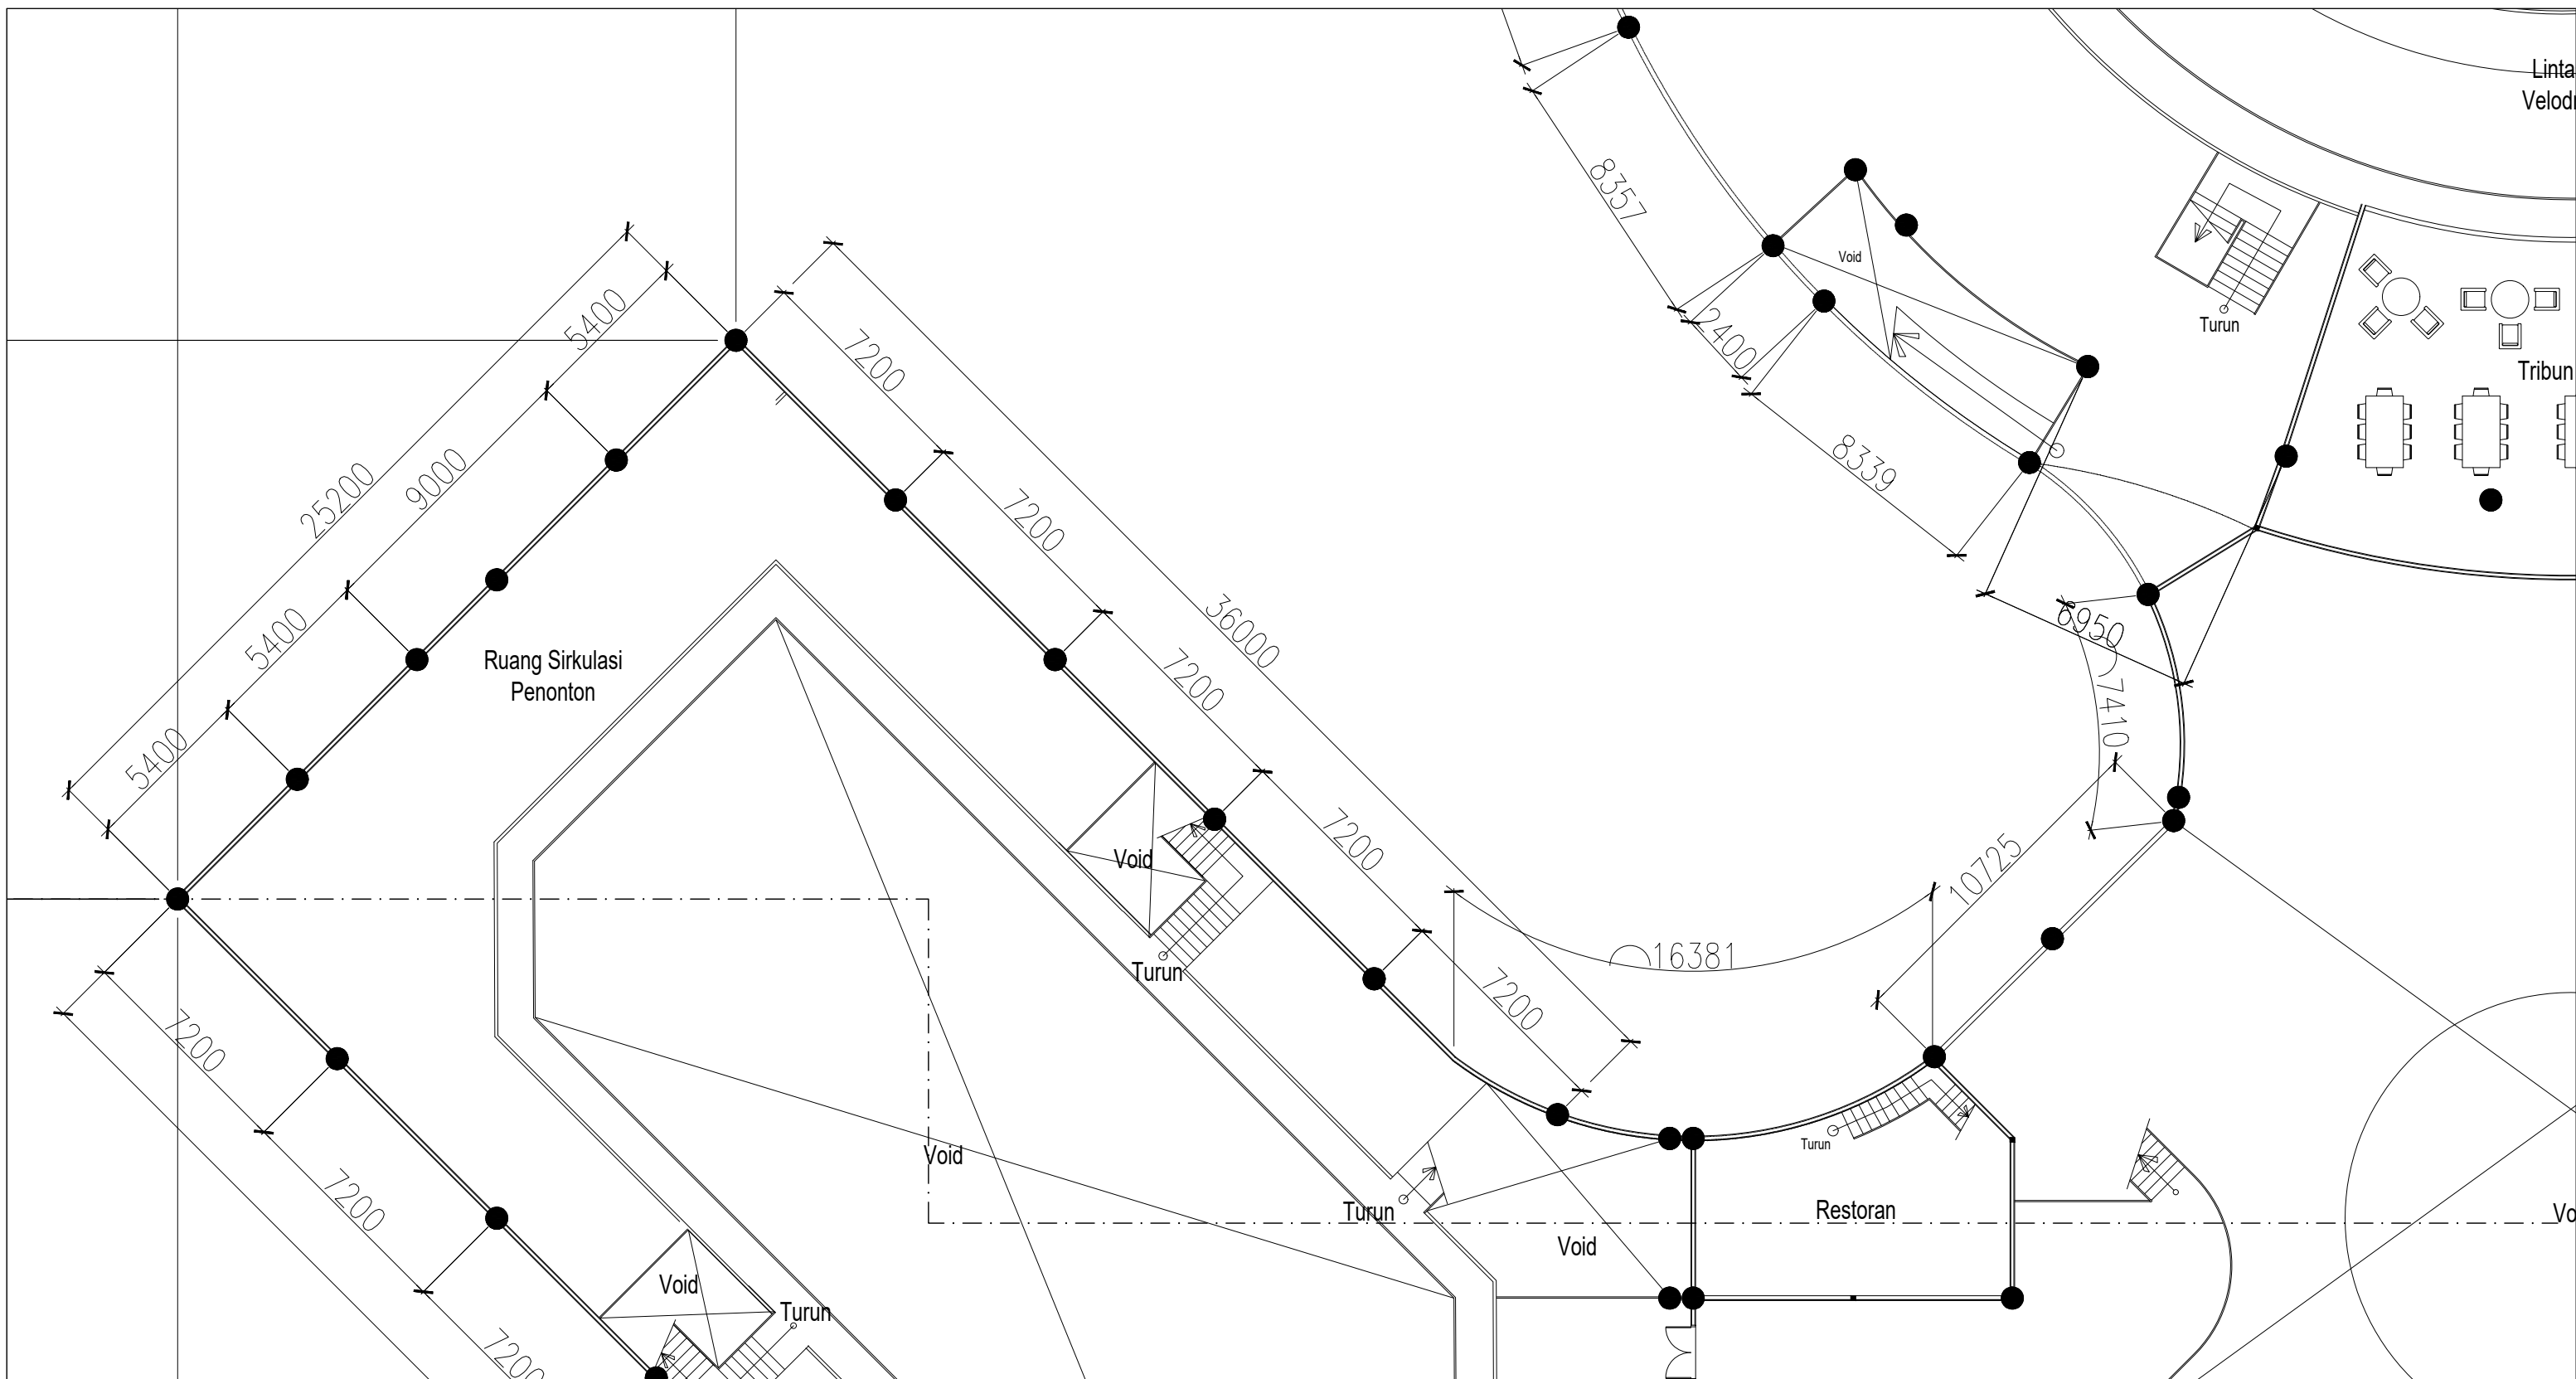 Linta
Velod
8357
Void
2400
Turun
5400
7200
Tribun
8339
25200
9000
7200
36000
6950
5400
Ruang Sirkulasi
Penonton
7200
7410
5400
7200
Void
10725
16381
Turun
7200
7200
Void
Turun
Restoran
7200
Turun
Vo
Void
Void
Turun
7200